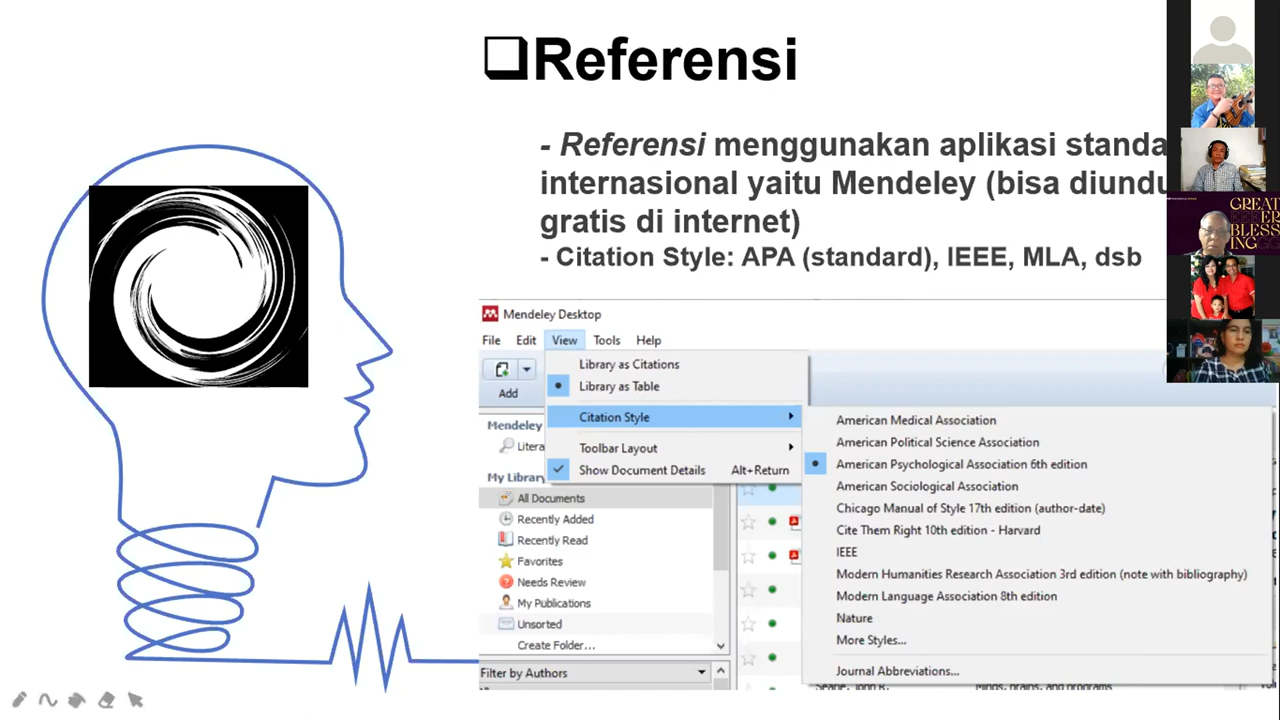 Referensi
- Referensi menggunakan aplikasi standa
internasional yaitu Mendeley (bisa diundu
gratis di internet)
- Citation Style: APA (standard), IEEE, MLA, dsb
Mendeley Desktop
File Edit View Tools Help
Add
Library as Citations
Library as Table
Citation Style
Toolbar Layout
Show Document Details Alt+Return
American Medical Association
American Political Science Association
American Psychological Association 6th edition
American Sociological Association
Chicago Manual of Style 17th edition (author-date)
Cite Them Right 10th edition - Harvard
IEEE
Modern Humanities Research Association 3rd edition (note with bibliography)
Modern Language Association 8th edition
Nature
More Styles...
Journal Abbreviations...
Mendeley
Litera
My Library
All Documents
Recently Added
Recently Read
Favorites
Needs Review
My Publications
Unsorted
Create Folder...
Filter by Authors
GREAT
BLESS
ING